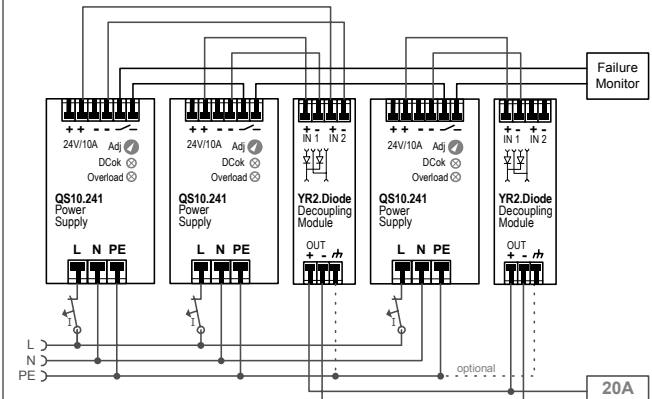 Failure
Monitor
+ + - -
24V/10A Adj
DCok
Overload
QS10.241
Power
Supply
L N PE
+ + - -
24V/10A Adj
DCok
Overload
QS10.241
Power
Supply
L N PE
+ - + -
IN 1 IN 2
YR2.Diode
Decoupling
Module
OUT
+ -
+ + - -
24V/10A Adj
DCok
Overload
QS10.241
Power
Supply
L N PE
+ - + -
IN 1 IN 2
YR2.Diode
Decoupling
Module
OUT
+ -
I
I
I
L
N
PE
optional
20A